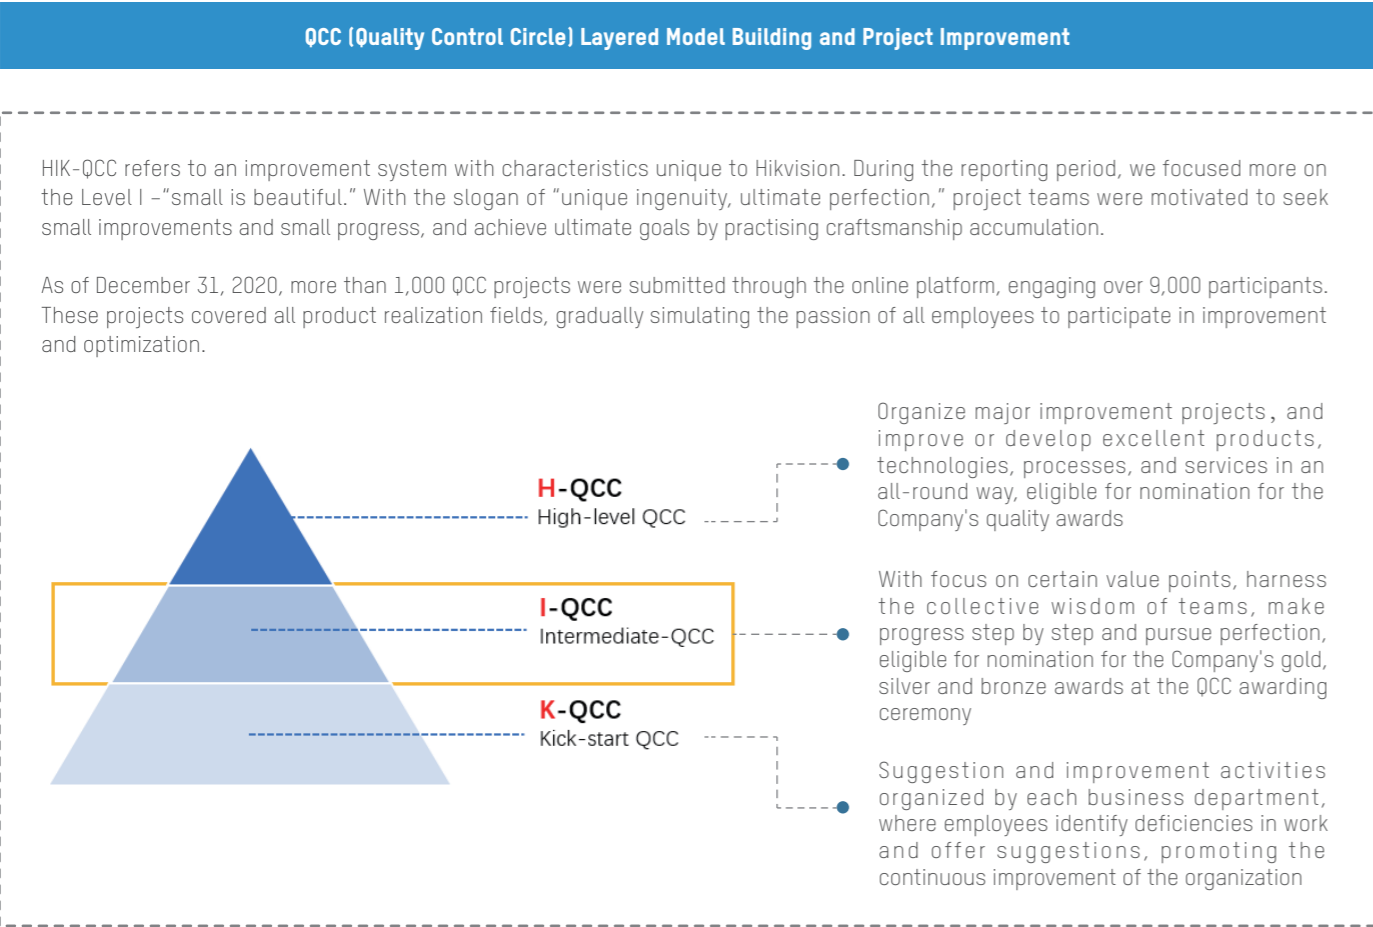 QCC (Quality Control Circle) Layered Model Building and Project Improvement
HIK-QCC refers to an improvement system with characteristics unique to Hikvision. During the reporting period, we focused more on
the Level I –“small is beautiful.” With the slogan of “unique ingenuity, ultimate perfection,” project teams were motivated to seek
small improvements and small progress, and achieve ultimate goals by practising craftsmanship accumulation.
As of December 31, 2020, more than 1,000 QCC projects were submitted through the online platform, engaging over 9,000 participants.
These projects covered all product realization fields, gradually simulating the passion of all employees to participate in improvement
and optimization.
H-QCC
High-level QCC
Organize major improvement projects, and
improve or develop excellent products,
technologies, processes, and services in an
all-round way, eligible for nomination for the
Company's quality awards
I-QCC
Intermediate-QCC
With focus on certain value points, harness
the collective wisdom of teams, make
progress step by step and pursue perfection,
eligible for nomination for the Company's gold,
silver and bronze awards at the QCC awarding
ceremony
K-QCC
Kick-start QCC
Suggestion and improvement activities
organized by each business department,
where employees identify deficiencies in work
and offer suggestions, promoting the
continuous improvement of the organization